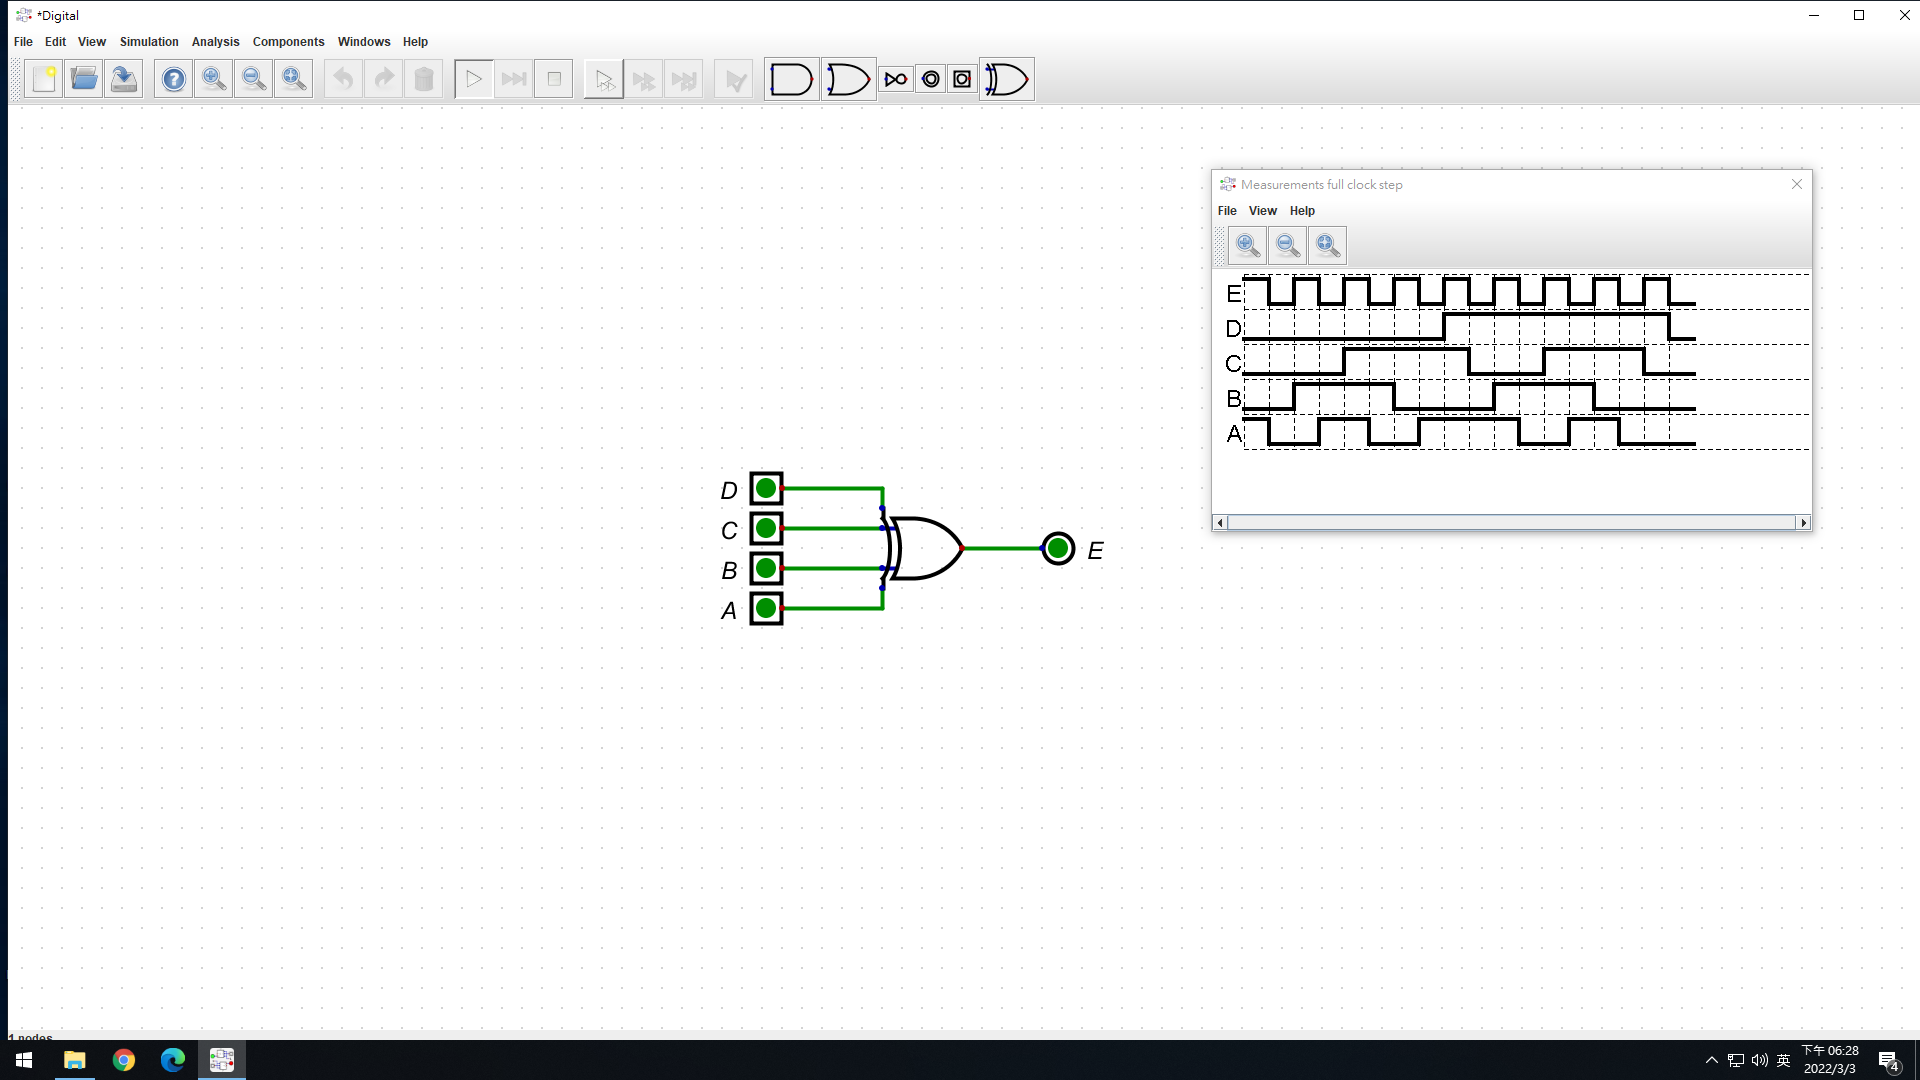 *Digital
File Edit View Simulation Analysis Components Windows Help
Measurements full clock step
File View Help
E
D
C
B
A
D
C
B
A
E
1 nodes
英
下午 06:28
2022/3/3
4